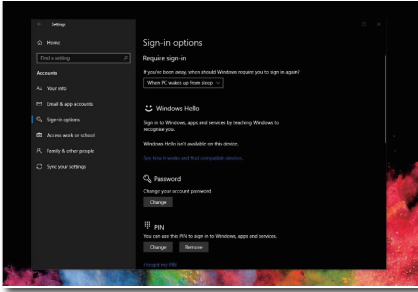 Settings
Home
Find a setting
Accounts
Your info
Email & app accounts
Sign-in options
Access work or school
Family & other people
Sync your settings
Sign-in options
Require sign-in
If you've been away, when should Windows require you to sign in again?
When PC wakes up from sleep
Windows Hello
Sign in to Windows, apps and services by teaching Windows to
recognise you.
Windows Hello isn't available on this device.
See how it works and find compatible devices.
Password
Change your account password
Change
PIN
You can use this PIN to sign in to Windows, apps and services.
Change Remove
I forgot my PIN